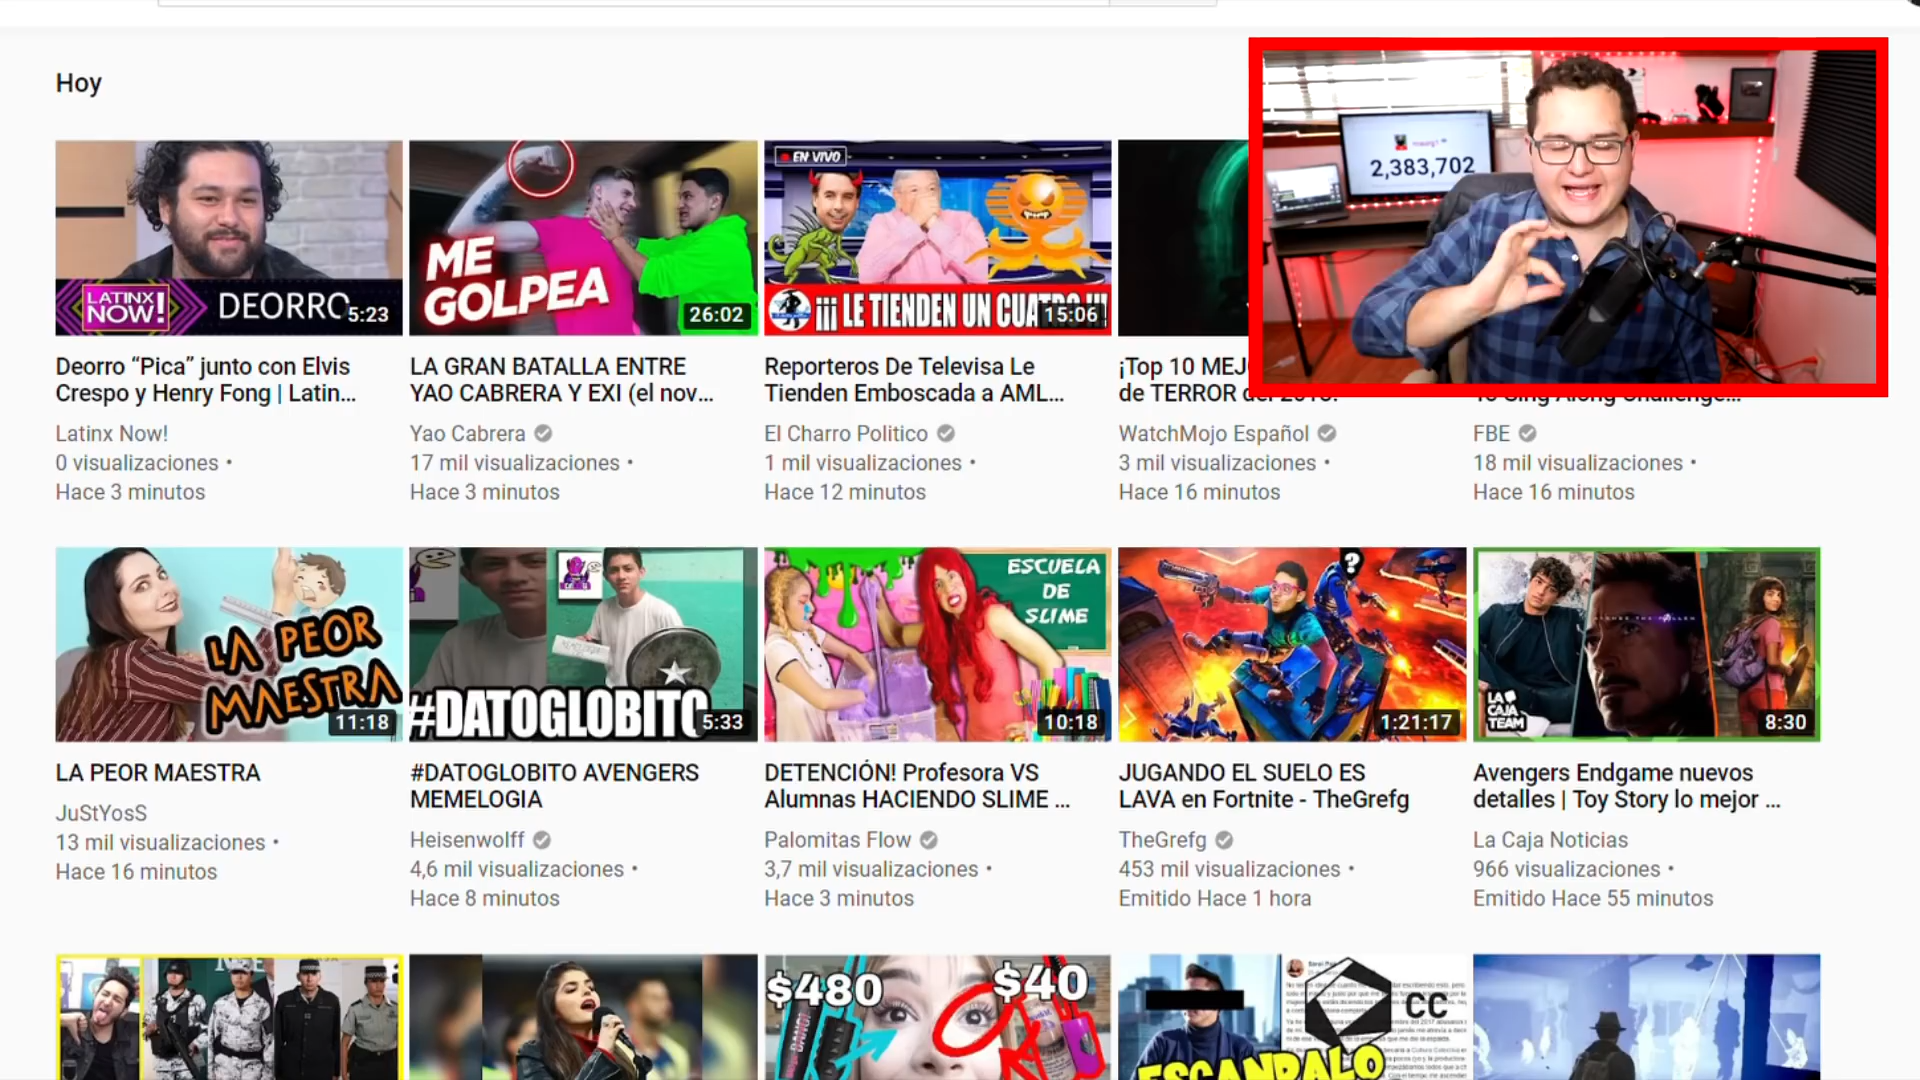 Hoy
LATINX
NOW!
DEORRO
5:23
ME
GOLPEA
26:02
EN VIVO
¡¡¡ LE TIENDEN UN CUATRO !!!
15:06
2,383,702
Deorro “Pica” junto con Elvis
Crespo y Henry Fong | Latin...
Latinx Now!
0 visualizaciones •
Hace 3 minutos
LA GRAN BATALLA ENTRE
YAO CABRERA Y EXI (el nov...
Yao Cabrera
17 mil visualizaciones •
Hace 3 minutos
Reporteros De Televisa Le
Tienden Emboscada a AML...
El Charro Politico
1 mil visualizaciones •
Hace 12 minutos
¡Top 10 MEJ
de TERROR del 2018!
WatchMojo Español
3 mil visualizaciones •
Hace 16 minutos
Sing Along Challenge...
FBE
18 mil visualizaciones •
Hace 16 minutos
LA PEOR
MAESTRA
11:18
#DATOGLOBITO
5:33
ESCUELA
DE
SLIME
10:18
?
1:21:17
LA
CAJA
TEAM
8:30
LA PEOR MAESTRA
JuStYosS
13 mil visualizaciones •
Hace 16 minutos
#DATOGLOBITO AVENGERS
MEMELOGIA
Heisenwolff
4,6 mil visualizaciones •
Hace 8 minutos
DETENCIÓN! Profesora VS
Alumnas HACIENDO SLIME ...
Palomitas Flow
3,7 mil visualizaciones •
Hace 3 minutos
JUGANDO EL SUELO ES
LAVA en Fortnite - TheGrefg
TheGrefg
453 mil visualizaciones •
Emitido Hace 1 hora
Avengers Endgame nuevos
detalles | Toy Story lo mejor ...
La Caja Noticias
966 visualizaciones •
Emitido Hace 55 minutos
$480
$40
CC
ESCANDALO